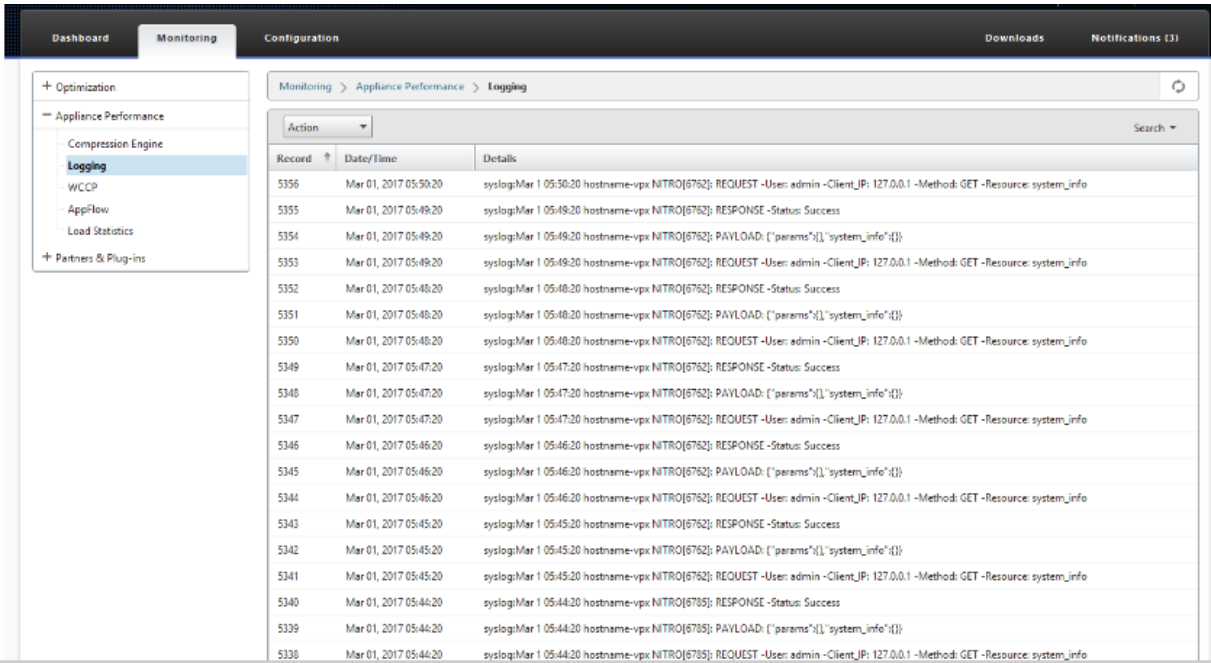 Dashboard Monitoring Configuration Downloads Notifications (3)
+ Optimization
− Appliance Performance
Compression Engine
Logging
WCCP
AppFlow
Load Statistics
+ Partners & Plug-ins
Monitoring > Appliance Performance > Logging
Action Search
Record Date/Time Details
5356 Mar 01, 2017 05:50:20 syslog:Mar 1 05:50:20 hostname-vpx NITRO[6762]: REQUEST -User: admin -Client_IP: 127.0.0.1 -Method: GET -Resource: system_info
5355 Mar 01, 2017 05:49:20 syslog:Mar 1 05:49:20 hostname-vpx NITRO[6762]: RESPONSE -Status: Success
5354 Mar 01, 2017 05:49:20 syslog:Mar 1 05:49:20 hostname-vpx NITRO[6762]: PAYLOAD: {"params":{},"system_info":{}}
5353 Mar 01, 2017 05:49:20 syslog:Mar 1 05:49:20 hostname-vpx NITRO[6762]: REQUEST -User: admin -Client_IP: 127.0.0.1 -Method: GET -Resource: system_info
5352 Mar 01, 2017 05:48:20 syslog:Mar 1 05:48:20 hostname-vpx NITRO[6762]: RESPONSE -Status: Success
5351 Mar 01, 2017 05:48:20 syslog:Mar 1 05:48:20 hostname-vpx NITRO[6762]: PAYLOAD: {"params":{},"system_info":{}}
5350 Mar 01, 2017 05:48:20 syslog:Mar 1 05:48:20 hostname-vpx NITRO[6762]: REQUEST -User: admin -Client_IP: 127.0.0.1 -Method: GET -Resource: system_info
5349 Mar 01, 2017 05:47:20 syslog:Mar 1 05:47:20 hostname-vpx NITRO[6762]: RESPONSE -Status: Success
5348 Mar 01, 2017 05:47:20 syslog:Mar 1 05:47:20 hostname-vpx NITRO[6762]: PAYLOAD: {"params":{},"system_info":{}}
5347 Mar 01, 2017 05:47:20 syslog:Mar 1 05:47:20 hostname-vpx NITRO[6762]: REQUEST -User: admin -Client_IP: 127.0.0.1 -Method: GET -Resource: system_info
5346 Mar 01, 2017 05:46:20 syslog:Mar 1 05:46:20 hostname-vpx NITRO[6762]: RESPONSE -Status: Success
5345 Mar 01, 2017 05:46:20 syslog:Mar 1 05:46:20 hostname-vpx NITRO[6762]: PAYLOAD: {"params":{},"system_info":{}}
5344 Mar 01, 2017 05:46:20 syslog:Mar 1 05:46:20 hostname-vpx NITRO[6762]: REQUEST -User: admin -Client_IP: 127.0.0.1 -Method: GET -Resource: system_info
5343 Mar 01, 2017 05:45:20 syslog:Mar 1 05:45:20 hostname-vpx NITRO[6762]: RESPONSE -Status: Success
5342 Mar 01, 2017 05:45:20 syslog:Mar 1 05:45:20 hostname-vpx NITRO[6762]: PAYLOAD: {"params":{},"system_info":{}}
5341 Mar 01, 2017 05:45:20 syslog:Mar 1 05:45:20 hostname-vpx NITRO[6762]: REQUEST -User: admin -Client_IP: 127.0.0.1 -Method: GET -Resource: system_info
5340 Mar 01, 2017 05:44:20 syslog:Mar 1 05:44:20 hostname-vpx NITRO[6785]: RESPONSE -Status: Success
5339 Mar 01, 2017 05:44:20 syslog:Mar 1 05:44:20 hostname-vpx NITRO[6785]: PAYLOAD: {"params":{},"system_info":{}}
5338 Mar 01, 2017 05:44:20 syslog:Mar 1 05:44:20 hostname-vpx NITRO[6785]: REQUEST -User: admin -Client_IP: 127.0.0.1 -Method: GET -Resource: system_info